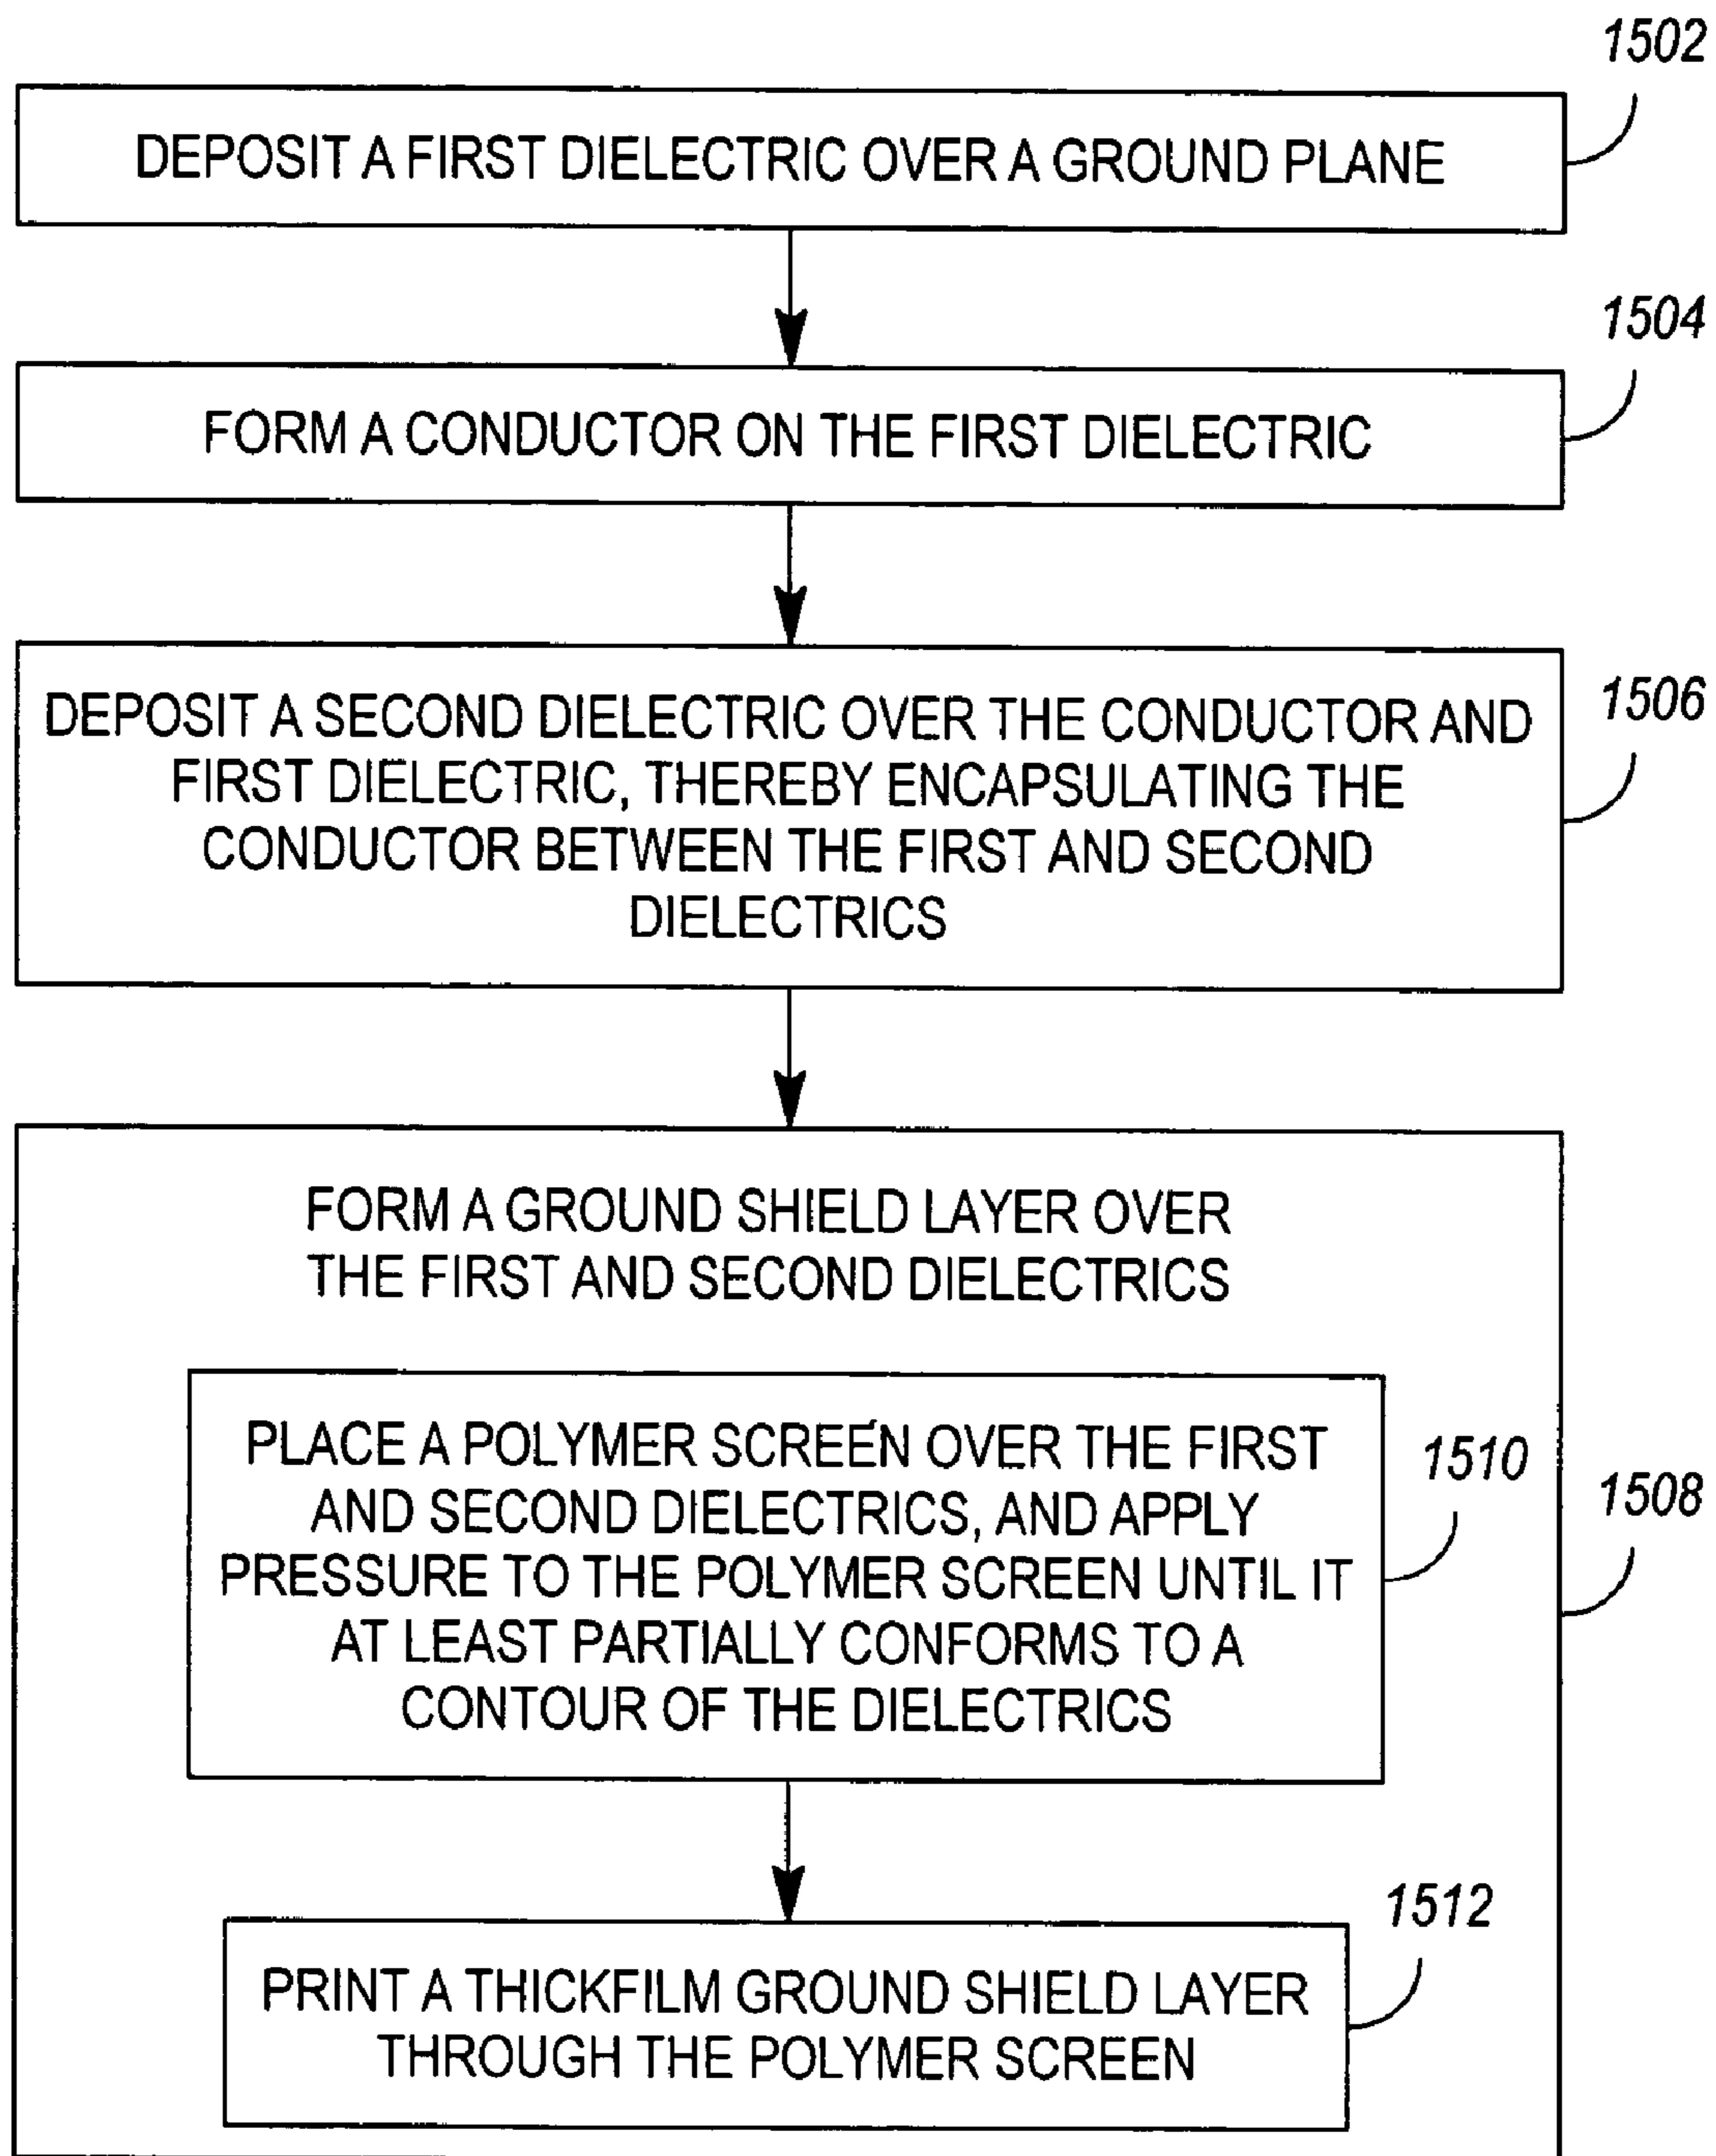 1502
DEPOSIT A FIRST DIELECTRIC OVER A GROUND PLANE
1504
FORM A CONDUCTOR ON THE FIRST DIELECTRIC
1506
DEPOSIT A SECOND DIELECTRIC OVER THE CONDUCTOR AND
FIRST DIELECTRIC, THEREBY ENCAPSULATING THE
CONDUCTOR BETWEEN THE FIRST AND SECOND
DIELECTRICS
FORM A GROUND SHIELD LAYER OVER
THE FIRST AND SECOND DIELECTRICS
1508
PLACE A POLYMER SCREEN OVER THE FIRST
AND SECOND DIELECTRICS, AND APPLY
PRESSURE TO THE POLYMER SCREEN UNTIL IT
AT LEAST PARTIALLY CONFORMS TO A
CONTOUR OF THE DIELECTRICS
1510
PRINT A THICKFILM GROUND SHIELD LAYER
THROUGH THE POLYMER SCREEN
1512